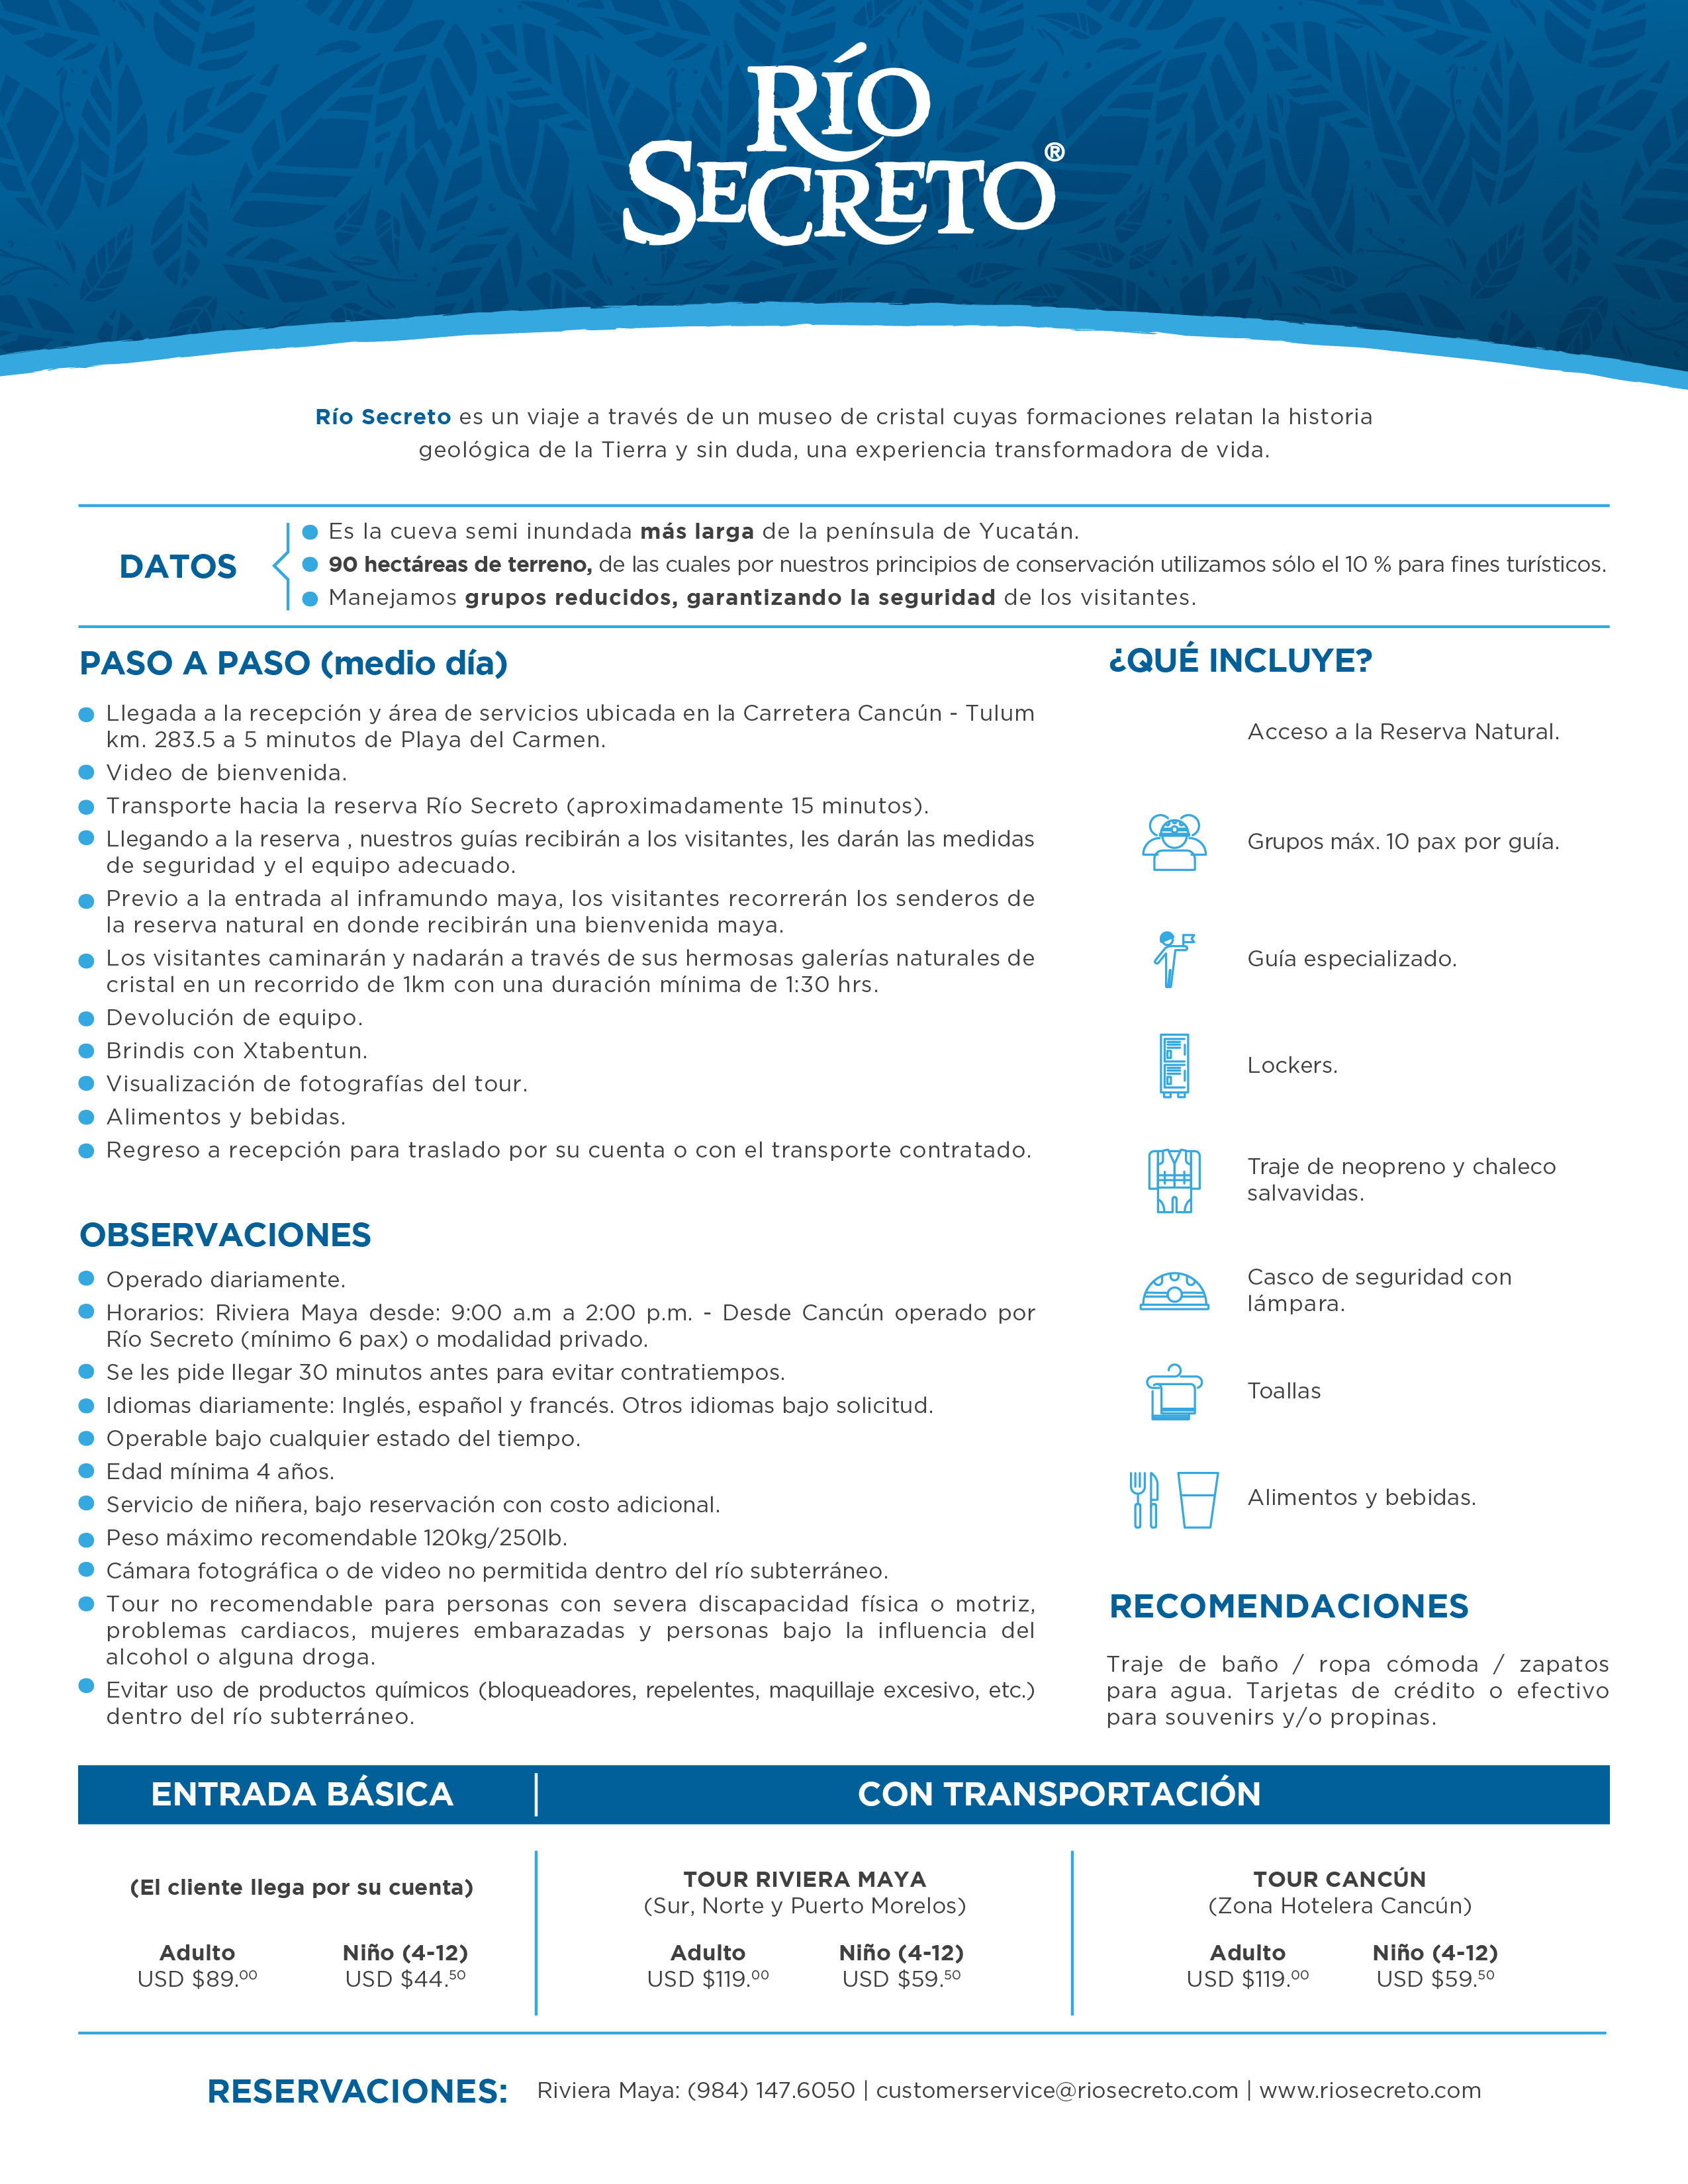 RÍO
SECRETO®
Río Secreto es un viaje a través de un museo de cristal cuyas formaciones relatan la historia
geológica de la Tierra y sin duda, una experiencia transformadora de vida.
DATOS
Es la cueva semi inundada más larga de la península de Yucatán.
90 hectáreas de terreno, de las cuales por nuestros principios de conservación utilizamos sólo el 10 % para fines turísticos.
Manejamos grupos reducidos, garantizando la seguridad de los visitantes.
PASO A PASO (medio día)
Llegada a la recepción y área de servicios ubicada en la Carretera Cancún - Tulum
km. 283.5 a 5 minutos de Playa del Carmen.
Video de bienvenida.
Transporte hacia la reserva Río Secreto (aproximadamente 15 minutos).
Llegando a la reserva , nuestros guías recibirán a los visitantes, les darán las medidas
de seguridad y el equipo adecuado.
Previo a la entrada al inframundo maya, los visitantes recorrerán los senderos de
la reserva natural en donde recibirán una bienvenida maya.
Los visitantes caminarán y nadarán a través de sus hermosas galerías naturales de
cristal en un recorrido de 1km con una duración mínima de 1:30 hrs.
Devolución de equipo.
Brindis con Xtabentun.
Visualización de fotografías del tour.
Alimentos y bebidas.
Regreso a recepción para traslado por su cuenta o con el transporte contratado.
OBSERVACIONES
Operado diariamente.
Horarios: Riviera Maya desde: 9:00 a.m a 2:00 p.m. - Desde Cancún operado por
Río Secreto (mínimo 6 pax) o modalidad privado.
Se les pide llegar 30 minutos antes para evitar contratiempos.
Idiomas diariamente: Inglés, español y francés. Otros idiomas bajo solicitud.
Operable bajo cualquier estado del tiempo.
Edad mínima 4 años.
Servicio de niñera, bajo reservación con costo adicional.
Peso máximo recomendable 120kg/250lb.
Cámara fotográfica o de video no permitida dentro del río subterráneo.
Tour no recomendable para personas con severa discapacidad física o motriz,
problemas cardiacos, mujeres embarazadas y personas bajo la influencia del
alcohol o alguna droga.
Evitar uso de productos químicos (bloqueadores, repelentes, maquillaje excesivo, etc.)
dentro del río subterráneo.
¿QUÉ INCLUYE?
Acceso a la Reserva Natural.
Grupos máx. 10 pax por guía.
Guía especializado.
Lockers.
Traje de neopreno y chaleco
salvavidas.
Casco de seguridad con
lámpara.
Toallas
Alimentos y bebidas.
RECOMENDACIONES
Traje de baño / ropa cómoda / zapatos
para agua. Tarjetas de crédito o efectivo
para souvenirs y/o propinas.
ENTRADA BÁSICA
(El cliente llega por su cuenta)
Adulto Niño (4-12)
USD $89.00 USD $44.50
CON TRANSPORTACIÓN
TOUR RIVIERA MAYA
(Sur, Norte y Puerto Morelos)
Adulto Niño (4-12)
USD $119.00 USD $59.50
TOUR CANCÚN
(Zona Hotelera Cancún)
Adulto Niño (4-12)
USD $119.00 USD $59.50
RESERVACIONES: Riviera Maya: (984) 147.6050 | customerservice@riosecreto.com | www.riosecreto.com